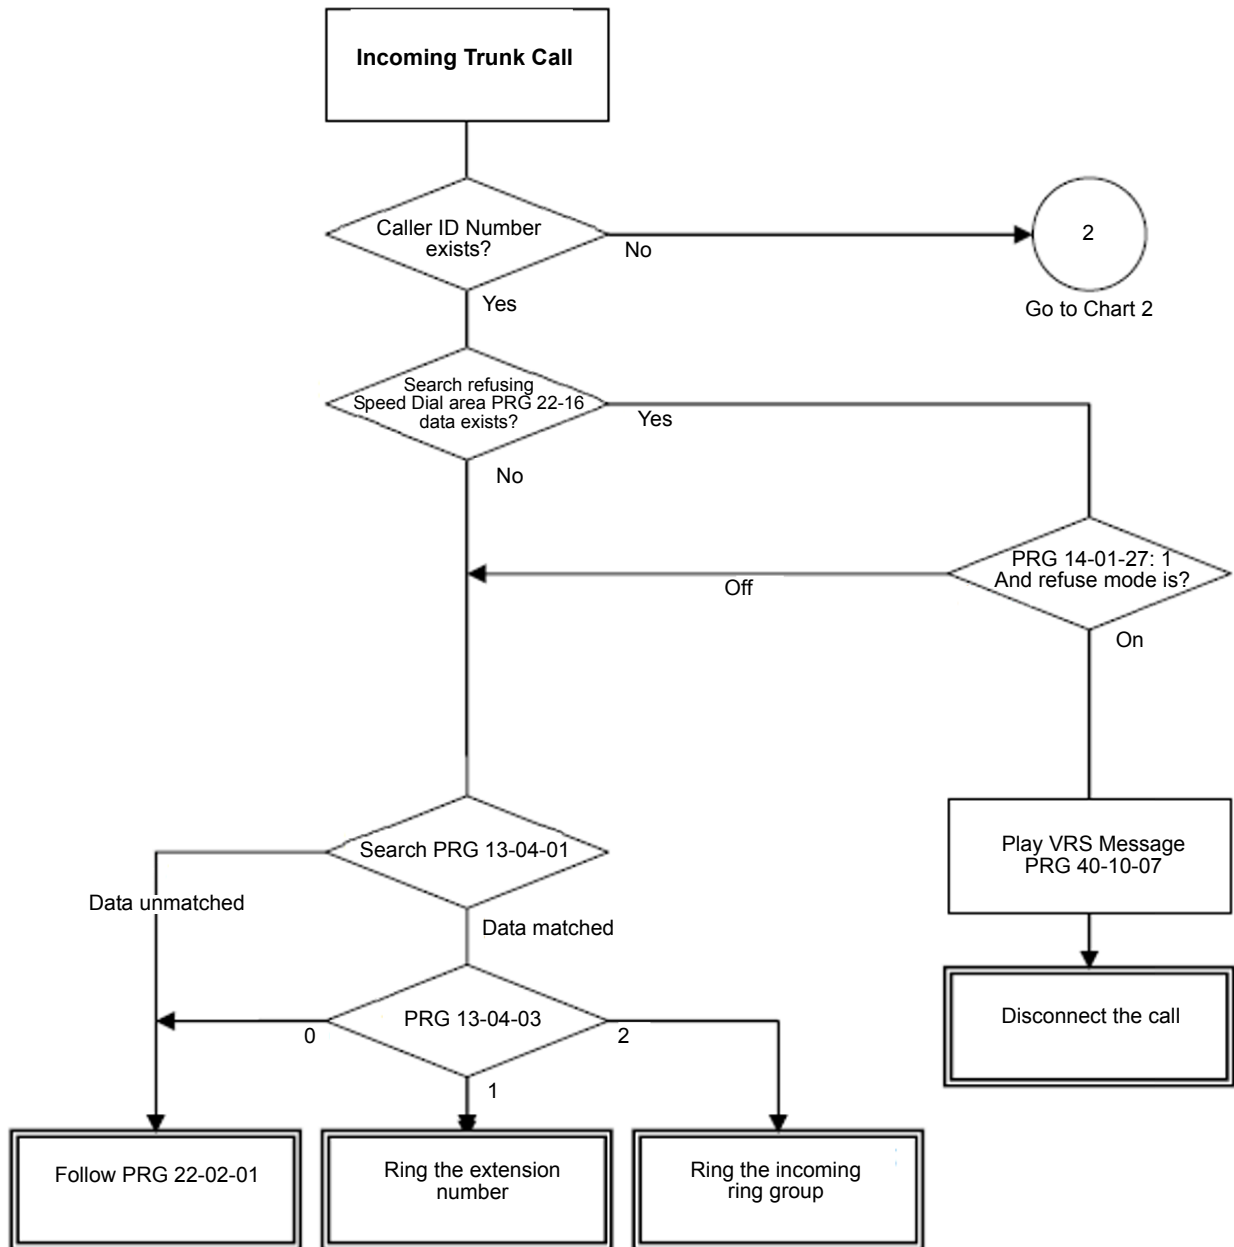 Incoming Trunk Call
Caller ID Number
exists?
No
2
Go to Chart 2
Yes
Search refusing
Speed Dial area PRG 22-16
data exists?
Yes
No
PRG 14-01-27: 1
And refuse mode is?
Off
On
Search PRG 13-04-01
Play VRS Message
PRG 40-10-07
Data unmatched
Data matched
PRG 13-04-03
0
2
1
Disconnect the call
Follow PRG 22-02-01
Ring the extension
number
Ring the incoming
ring group